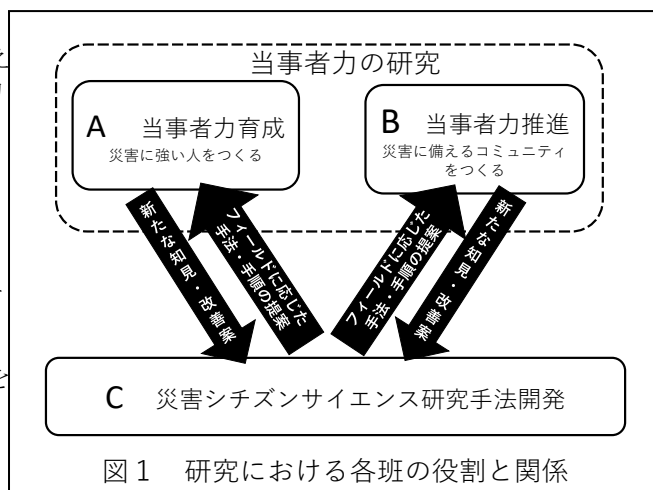 当事者力の研究
A 当事者力育成
災害に強い人をつくる
B 当事者力推進
災害に備えるコミュニティ
をつくる
新たな知見・改善案
フィールドに応じた
手法・手順の提案
フィールドに応じた
手法・手順の提案
新たな知見・改善案
C 災害シチズンサイエンス研究手法開発
図1 研究における各班の役割と関係